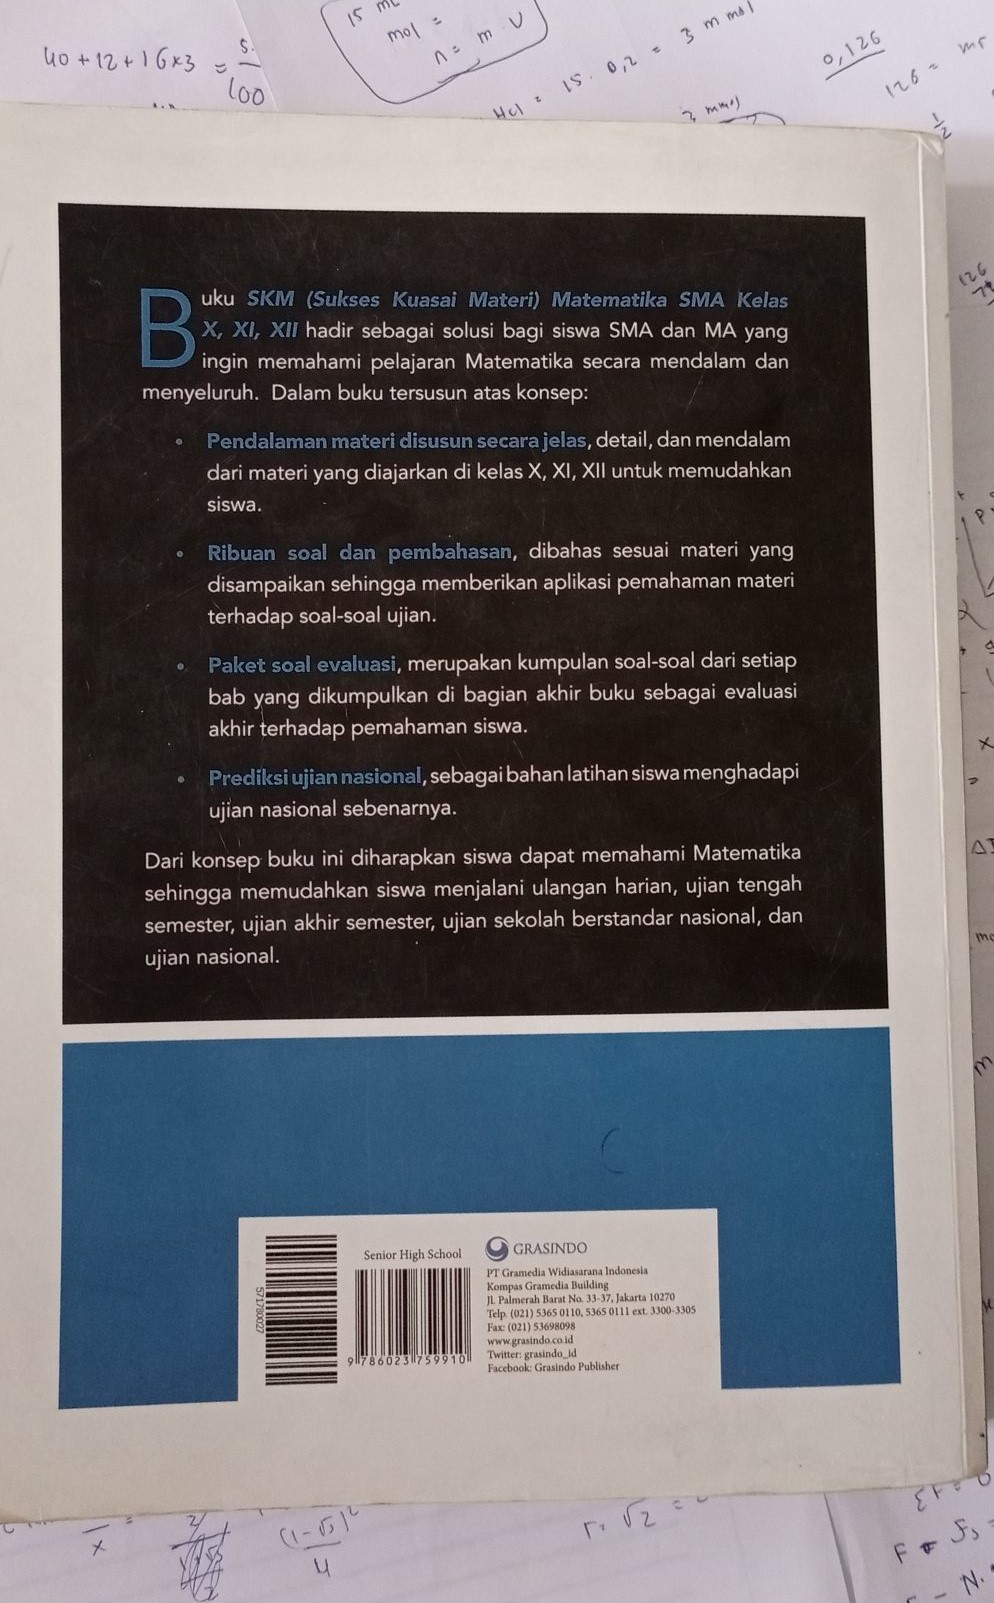 15 mL
mol =
n = m . V
40 + 12 + 16 x 3 = 5.
100
HCl = 15 . 0,2 = 3 m mol
3 mmol
0,126
126 = mr
1/2
126
Buku SKM (Sukses Kuasai Materi) Matematika SMA Kelas
X, XI, XII hadir sebagai solusi bagi siswa SMA dan MA yang
ingin memahami pelajaran Matematika secara mendalam dan
menyeluruh. Dalam buku tersusun atas konsep:
• Pendalaman materi disusun secara jelas, detail, dan mendalam
dari materi yang diajarkan di kelas X, XI, XII untuk memudahkan
siswa.
• Ribuan soal dan pembahasan, dibahas sesuai materi yang
disampaikan sehingga memberikan aplikasi pemahaman materi
terhadap soal-soal ujian.
• Paket soal evaluasi, merupakan kumpulan soal-soal dari setiap
bab yang dikumpulkan di bagian akhir buku sebagai evaluasi
akhir terhadap pemahaman siswa.
• Prediksi ujian nasional, sebagai bahan latihan siswa menghadapi
ujian nasional sebenarnya.
Dari konsep buku ini diharapkan siswa dapat memahami Matematika
sehingga memudahkan siswa menjalani ulangan harian, ujian tengah
semester, ujian akhir semester, ujian sekolah berstandar nasional, dan
ujian nasional.
571780027
Senior High School
9 786023 759910
GRASINDO
PT Gramedia Widiasarana Indonesia
Kompas Gramedia Building
Jl. Palmerah Barat No. 33-37, Jakarta 10270
Telp. (021) 5365 0110, 5365 0111 ext. 3300-3305
Fax: (021) 53698098
www.grasindo.co.id
Twitter: grasindo_id
Facebook: Grasindo Publisher
(1-√5)²
4
r = √2 =